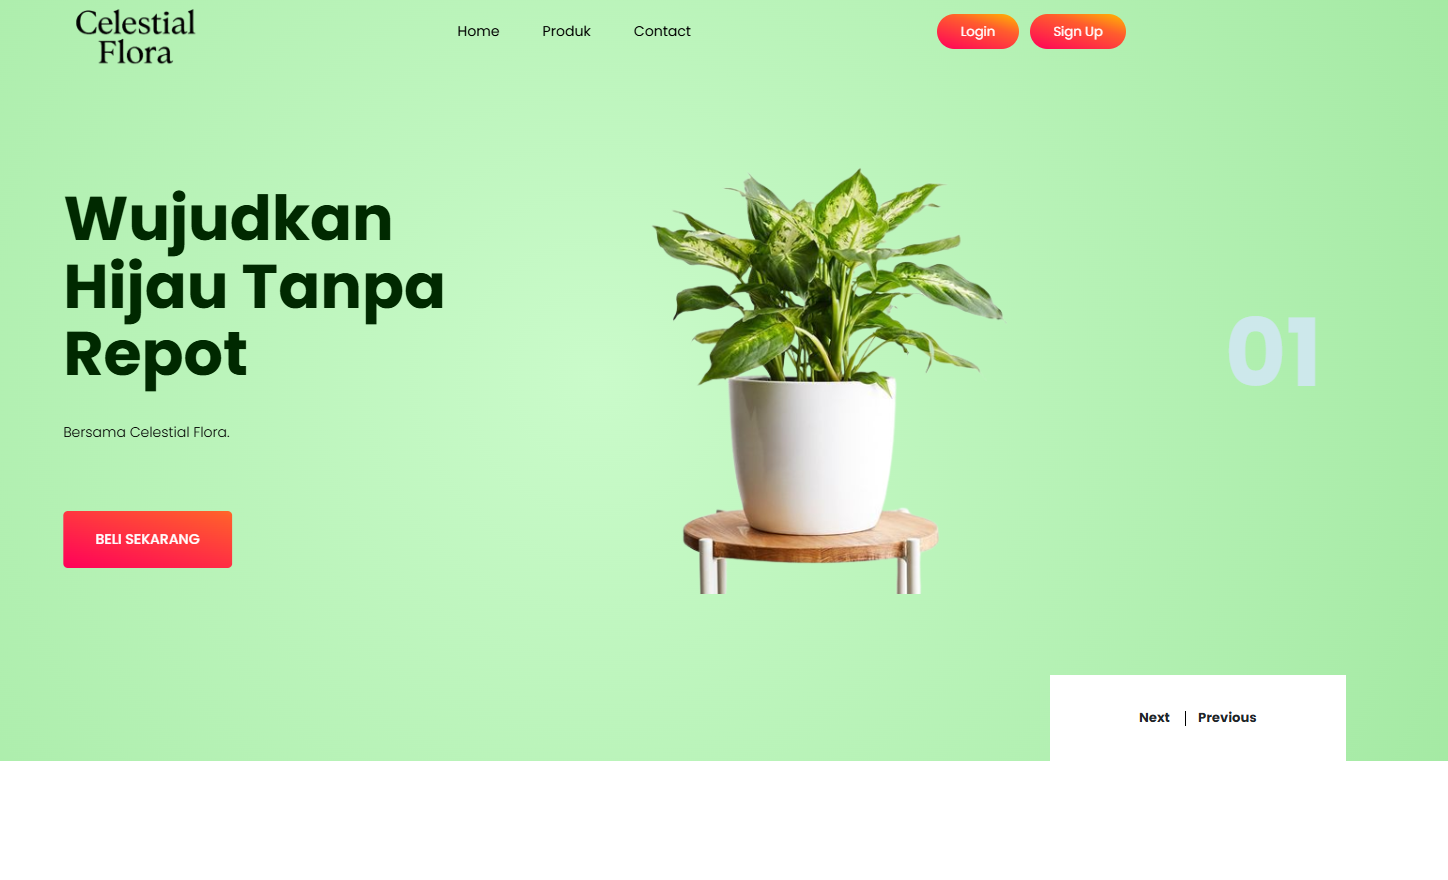 Celestial
Flora
Home
Produk
Contact
Login
Sign Up
Wujudkan
Hijau Tanpa
Repot
Bersama Celestial Flora.
BELI SEKARANG
01
Next | Previous